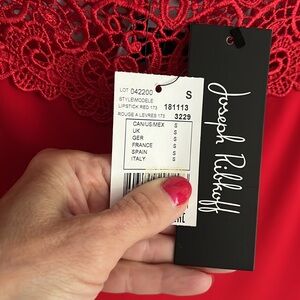 LOT 042200
S
STYLE/MODELE
LIPSTICK RED 173 181113
ROUGE A LEVRES 173 3229
CAN/US/MEX S
UK S
GER S
FRANCE S
SPAIN S
ITALY S
Joseph Ribkoff